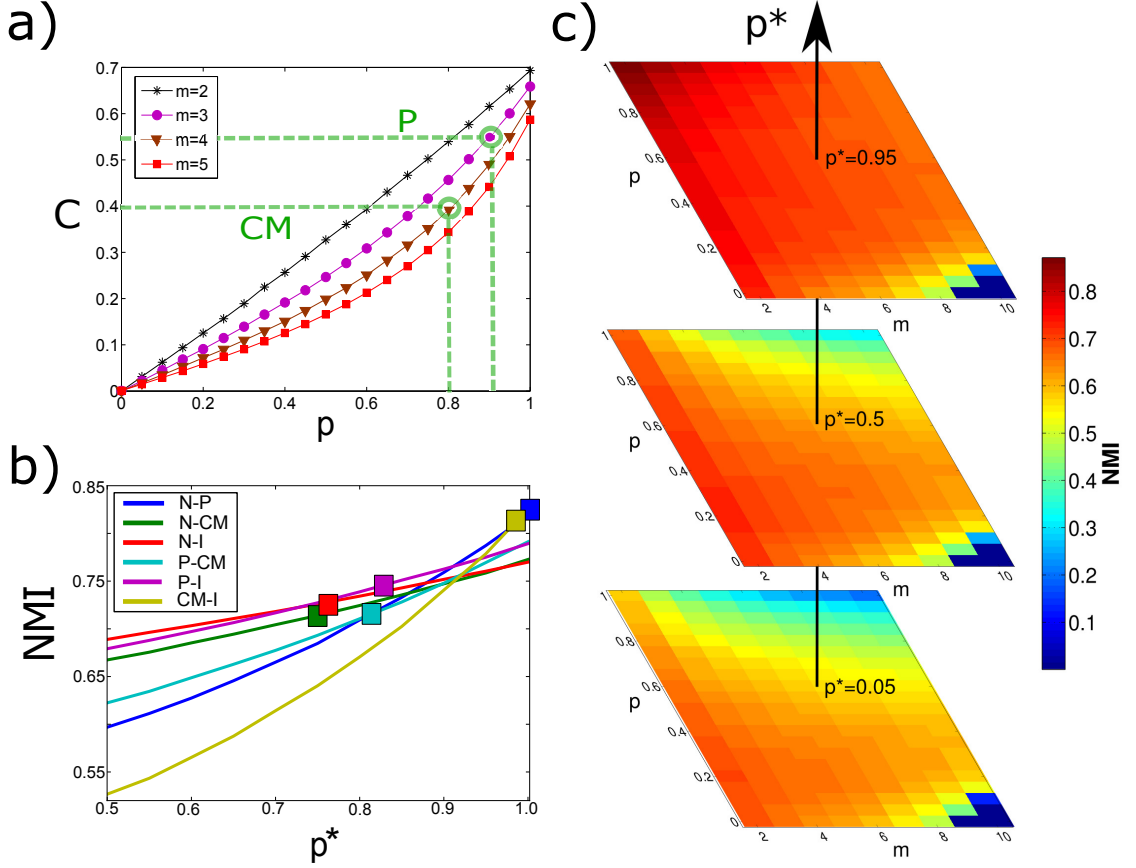 a)
0.7
0.6
0.5
0.4
0.3
0.2
0.1
0
C
m=2
m=3
m=4
m=5
P
CM
0 0.2 0.4 0.6 0.8 1
p
b)
0.85
0.75
0.65
0.55
NMI
N-P
N-CM
N-I
P-CM
P-I
CM-I
0.5 0.6 0.7 0.8 0.9 1.0
p*
c)
p*
1
0.8
0.6
0.4
0.2
0
p
p*=0.95
2 4 6 8 10
m
1
0.8
0.6
0.4
0.2
0
p
p*=0.5
2 4 6 8 10
m
1
0.8
0.6
0.4
0.2
0
p
p*=0.05
2 4 6 8 10
m
0.8
0.7
0.6
0.5
0.4
0.3
0.2
0.1
NMI